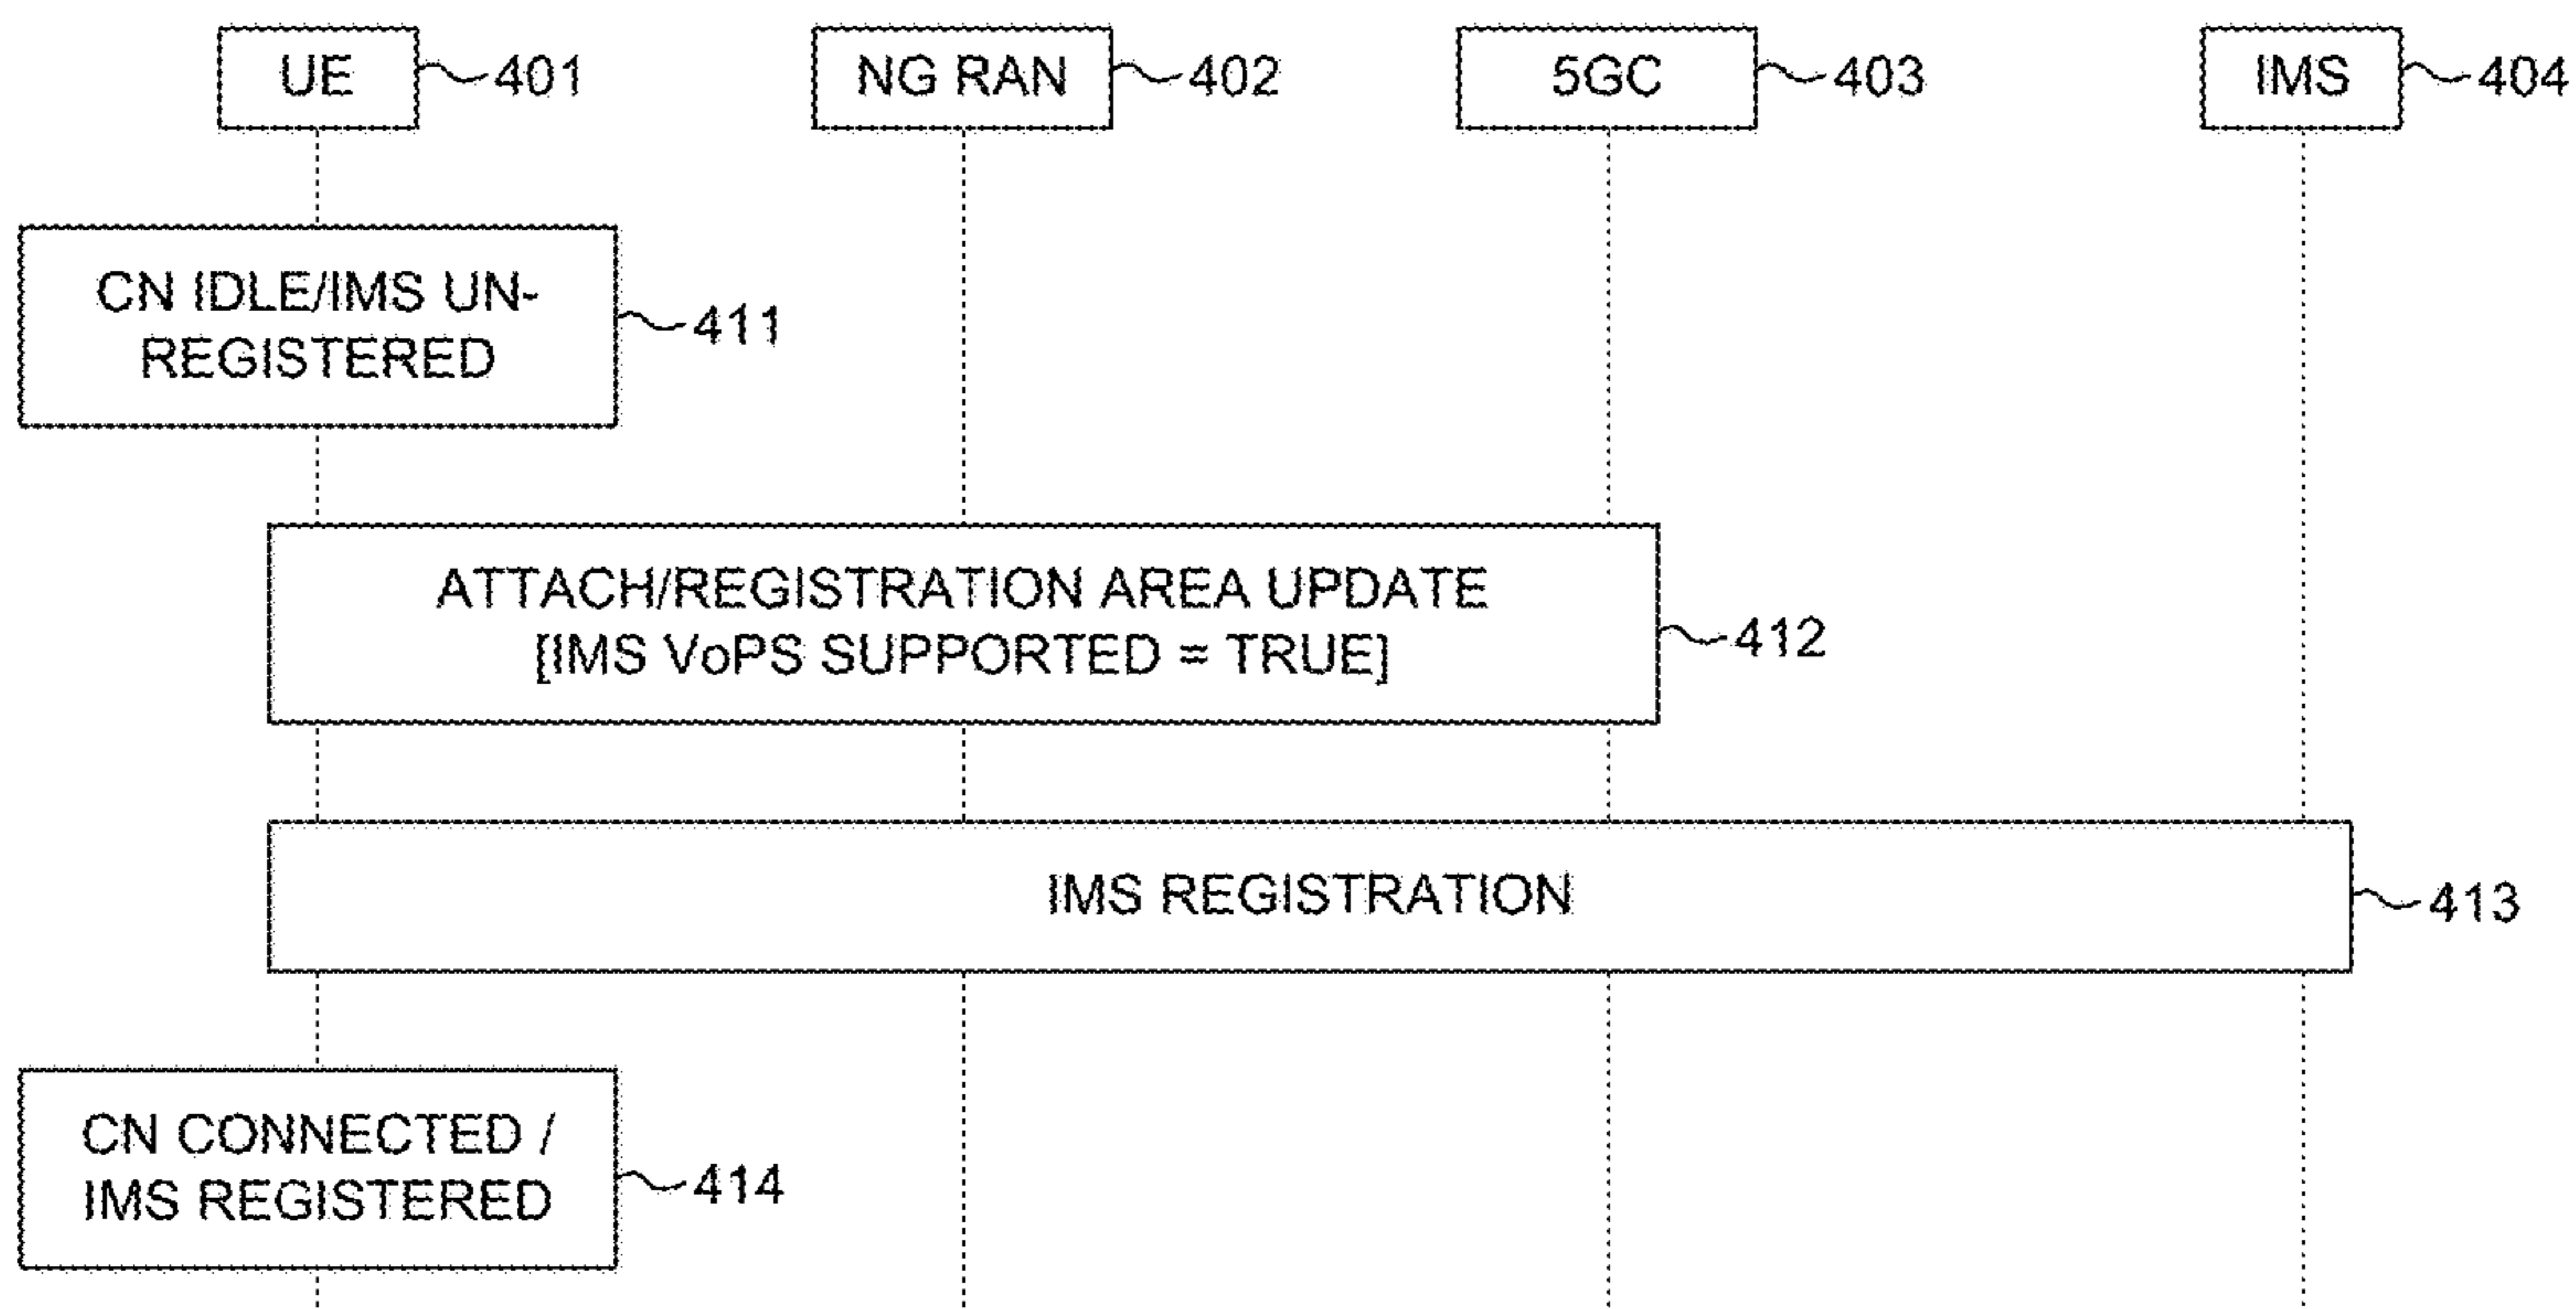 UE 401 NG RAN 402 5GC 403 IMS 404
CN IDLE/IMS UN-
REGISTERED
411
ATTACH/REGISTRATION AREA UPDATE
[IMS VoPS SUPPORTED = TRUE]
412
IMS REGISTRATION
413
CN CONNECTED /
IMS REGISTERED
414